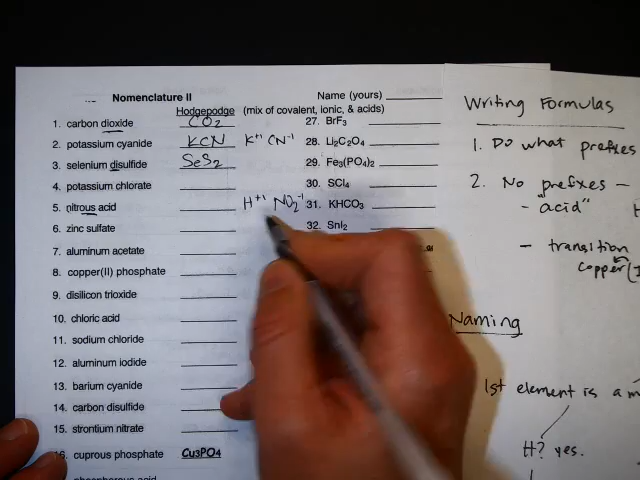 Nomenclature II
Name (yours)
Hodgepodge (mix of covalent, ionic, & acids)
1. carbon dioxide CO₂
2. potassium cyanide KCN K⁺¹ CN⁻¹
3. selenium disulfide SeS₂
4. potassium chlorate
5. nitrous acid H⁺¹ NO₂⁻¹
6. zinc sulfate
7. aluminum acetate
8. copper(II) phosphate
9. disilicon trioxide
10. chloric acid
11. sodium chloride
12. aluminum iodide
13. barium cyanide
14. carbon disulfide
15. strontium nitrate
16. cuprous phosphate Cu3PO4
27. BrF₃
28. Li₂C₂O₄
29. Fe₃(PO₄)₂
30. SCl₄
31. KHCO₃
32. SnI₂
Writing Formulas
1. Do what prefixes
2. No prefixes –
- "acid"
- transition
copper(I
Naming
1st element is a m
H? yes.